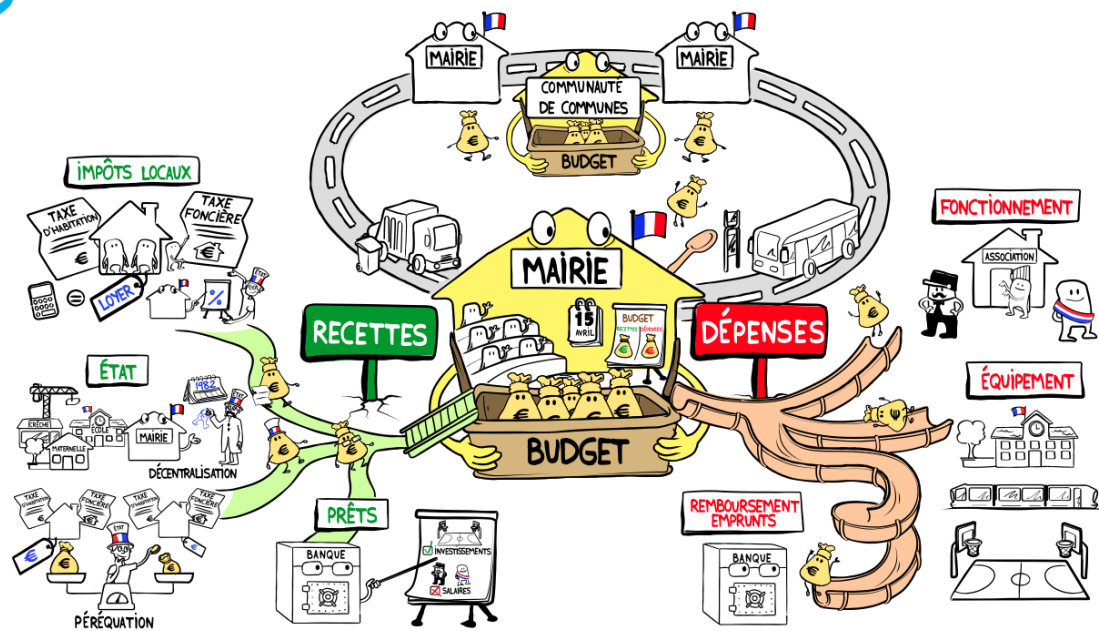 MAIRIE
MAIRIE
COMMUNAUTÉ
DE COMMUNES
€
€
BUDGET
IMPÔTS LOCAUX
TAXE
D'HABITATION
€
TAXE
FONCIÈRE
€
=
LOYER
%
ÉTAT
€
MAIRIE
15
AVRIL
BUDGET
RECETTES
DÉPENSES
€
€
RECETTES
DÉPENSES
FONCTIONNEMENT
ASSOCIATION
€
ÉTAT
1982
ÉTAT
CRÈCHE
ÉCOLE
MATERNELLE
MAIRIE
DÉCENTRALISATION
€
€
€
€
€
€
€
BUDGET
€
ÉQUIPEMENT
TAXE
D'HABITATION
TAXE
FONCIÈRE
TAXE
D'HABITATION
TAXE
FONCIÈRE
ÉTAT
€
€
€
€
PÉRÉQUATION
PRÊTS
BANQUE
INVESTISSEMENTS
SALAIRES
REMBOURSEMENT
EMPRUNTS
BANQUE
€